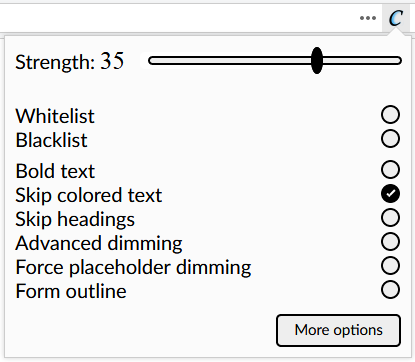 C
Strength: 35
Whitelist
Blacklist
Bold text
Skip colored text
Skip headings
Advanced dimming
Force placeholder dimming
Form outline
More options